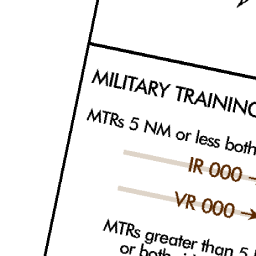 MILITARY TRAINING
MTRs 5 NM or less both
IR 000 →
VR 000 →
MTRs greater than 5
or both